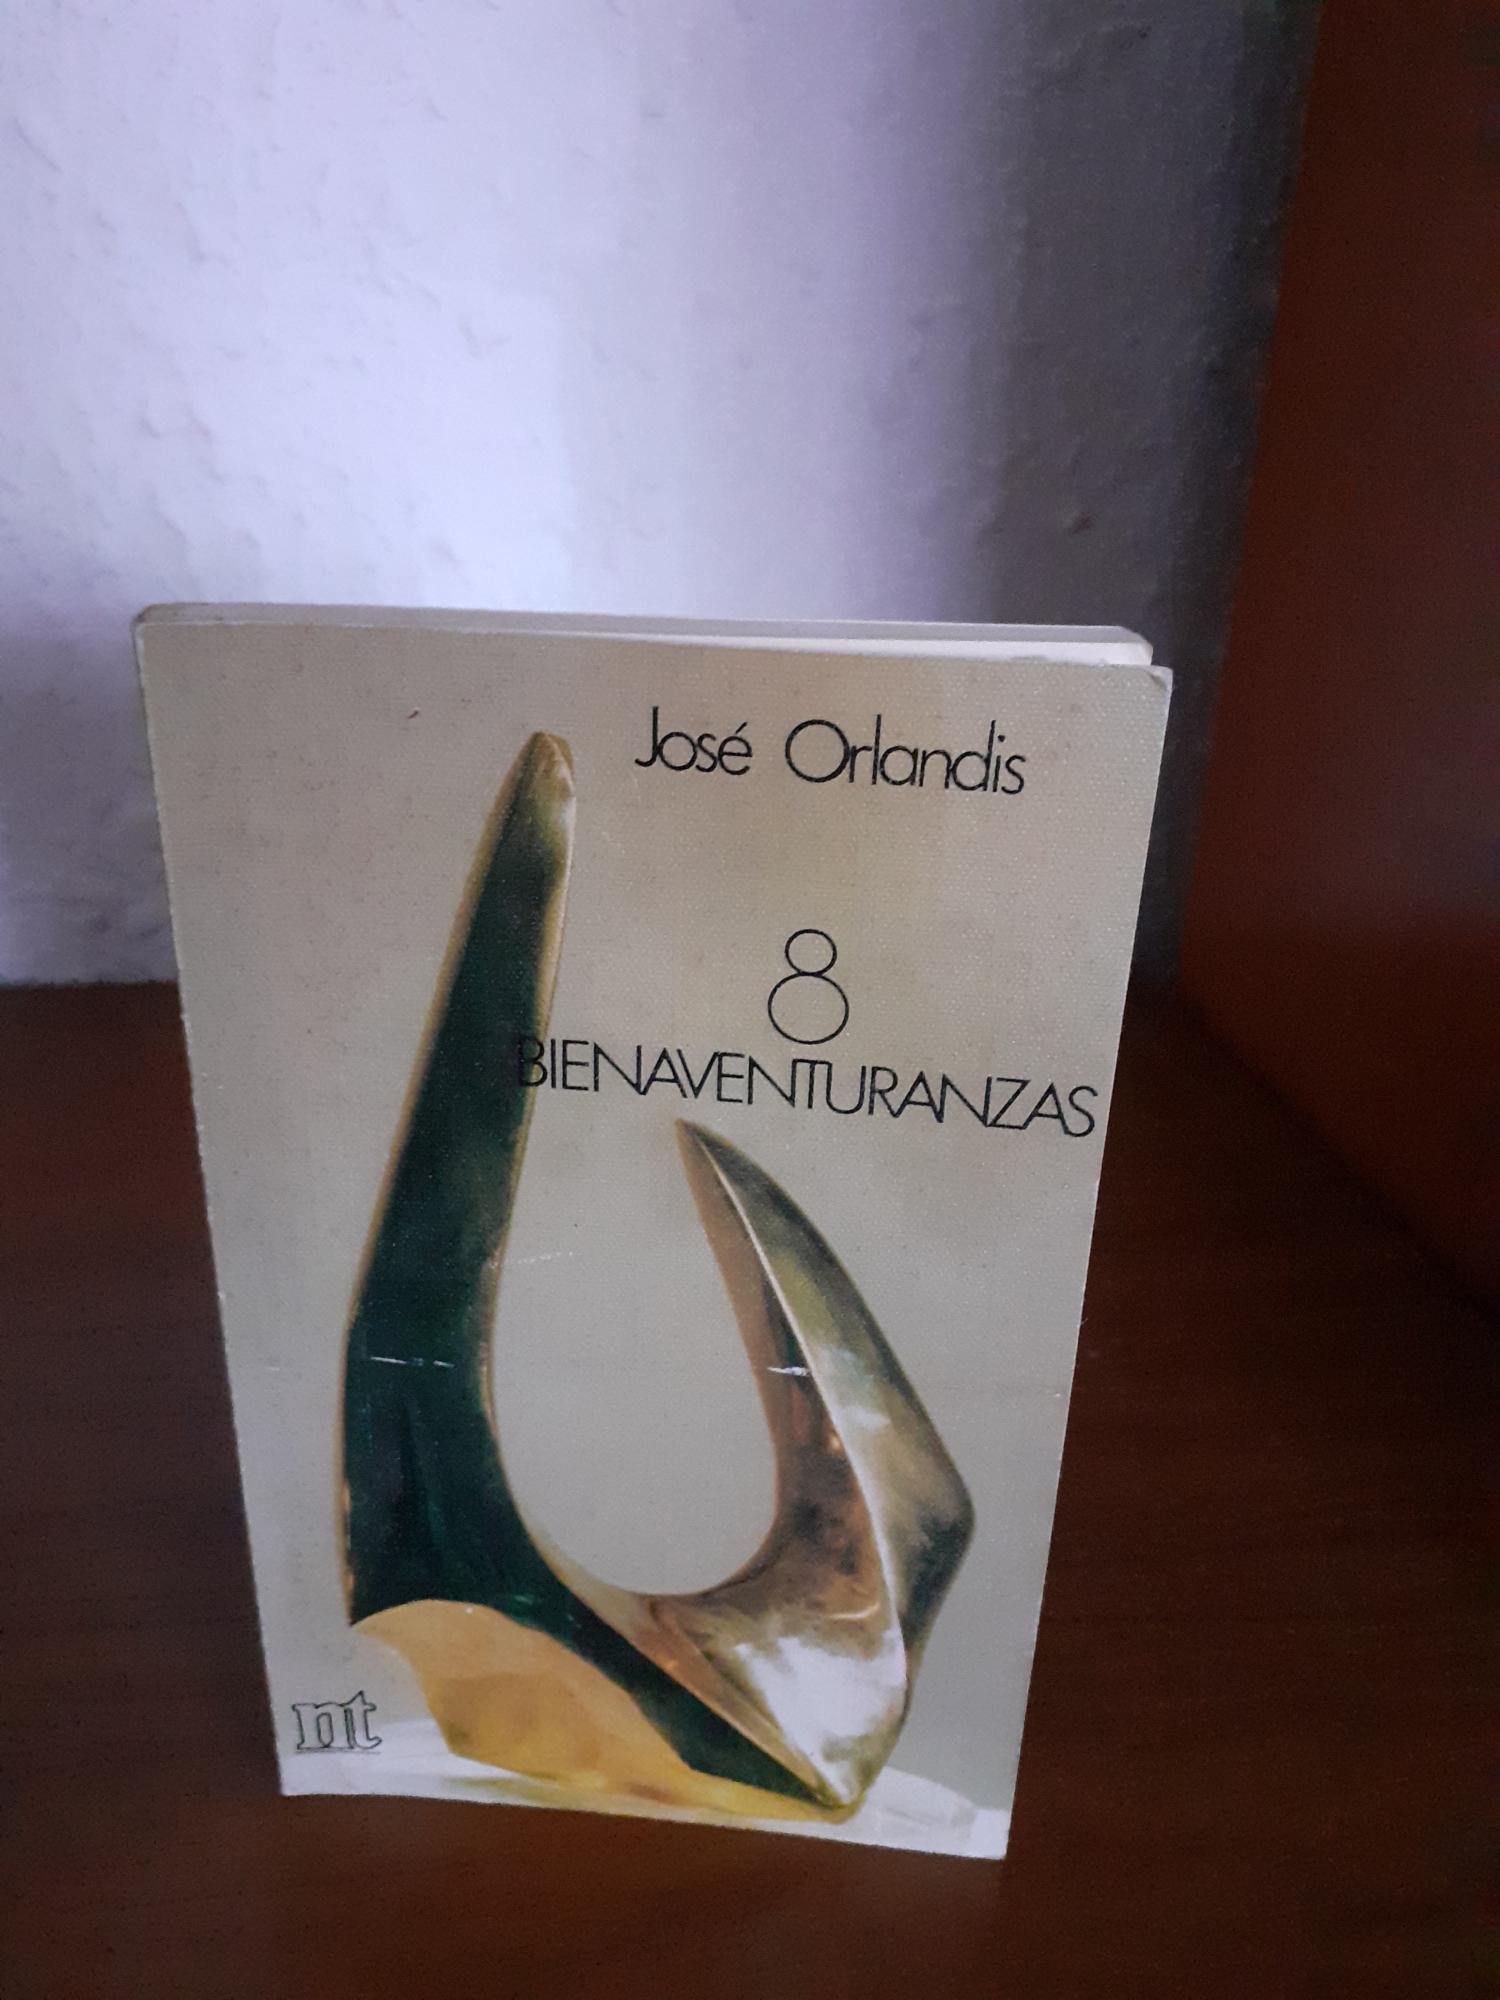 José Orlandis
8
BIENAVENTURANZAS
nt